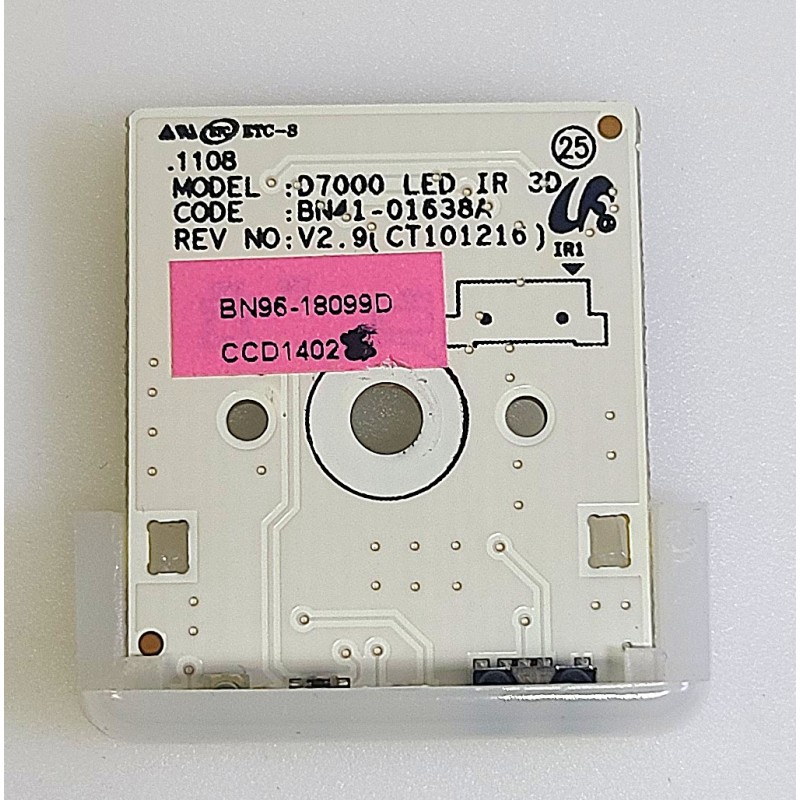 ETC ETC-S
.1108
25
MODEL :D7000 LED IR 3D
CODE :BN41-01638A
REV NO:V2.9(CT101216)
IR1
BN96-18099D
CCD1402